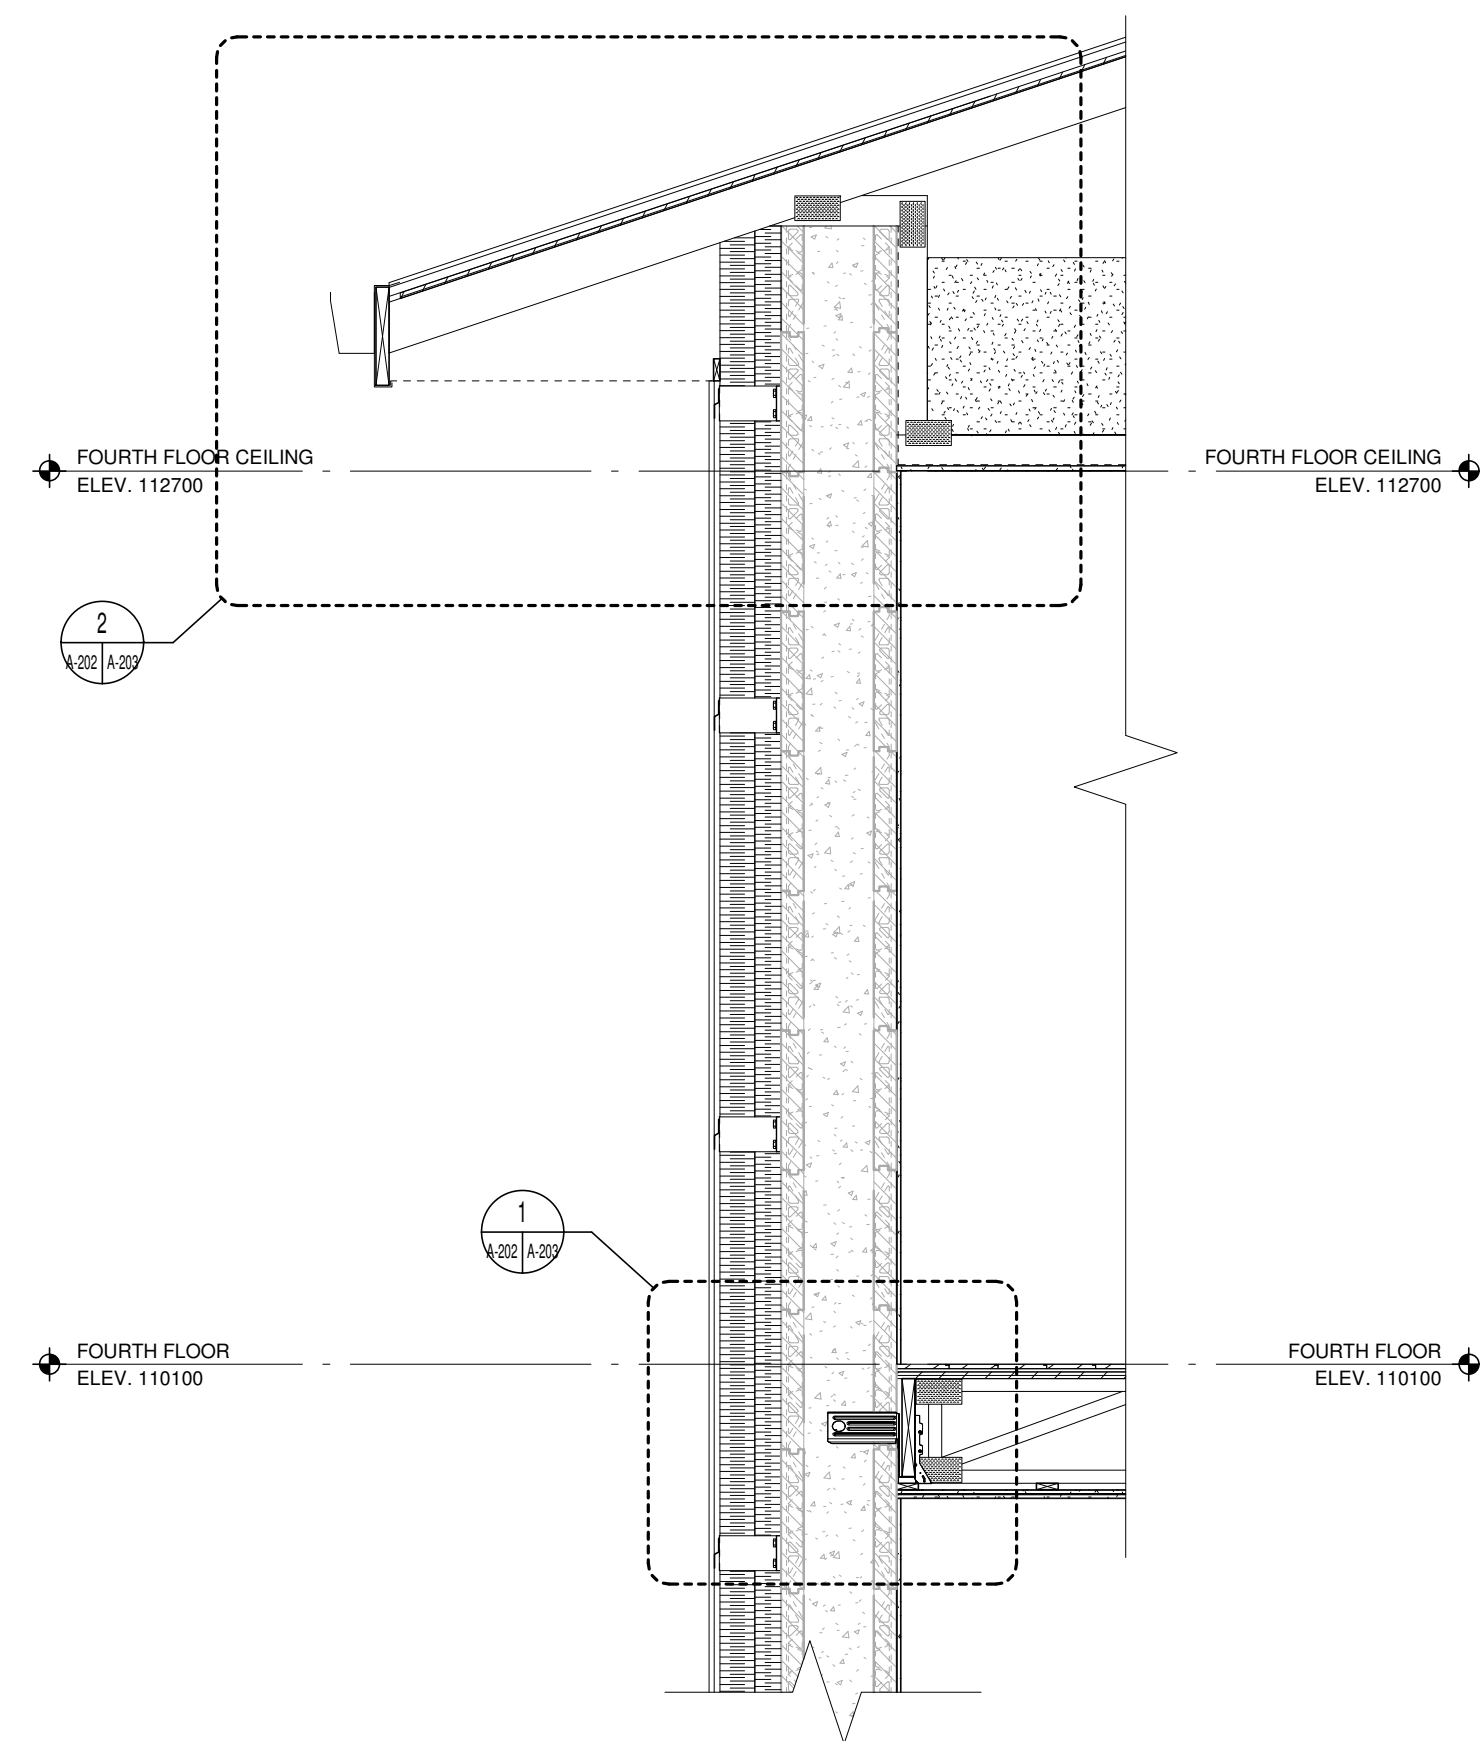 FOURTH FLOOR CEILING
ELEV. 112700
FOURTH FLOOR CEILING
ELEV. 112700
2
A-202 A-203
1
A-202 A-203
FOURTH FLOOR
ELEV. 110100
FOURTH FLOOR
ELEV. 110100